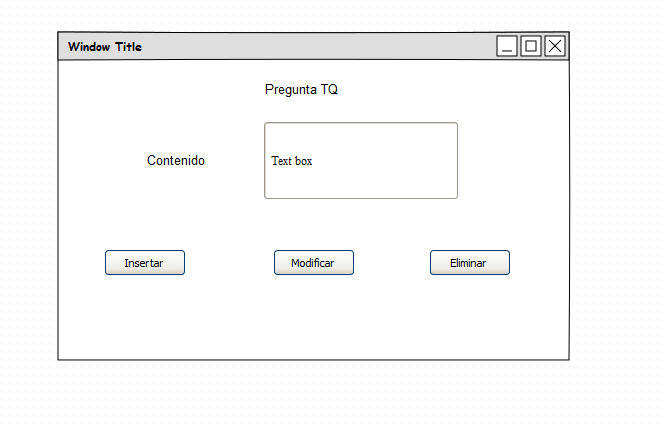 Window Title
Pregunta TQ
Contenido
Text box
Insertar
Modificar
Eliminar